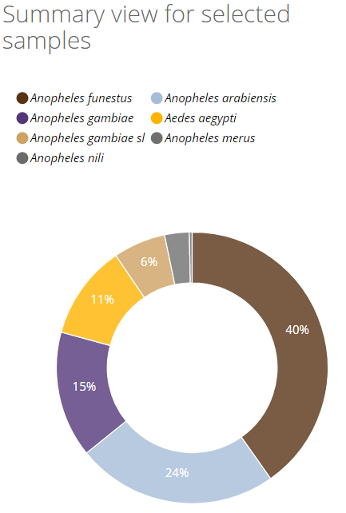 Summary view for selected
samples
Anopheles funestus
Anopheles arabiensis
Anopheles gambiae
Aedes aegypti
Anopheles gambiae sl
Anopheles merus
Anopheles nili
6%
11%
40%
15%
24%